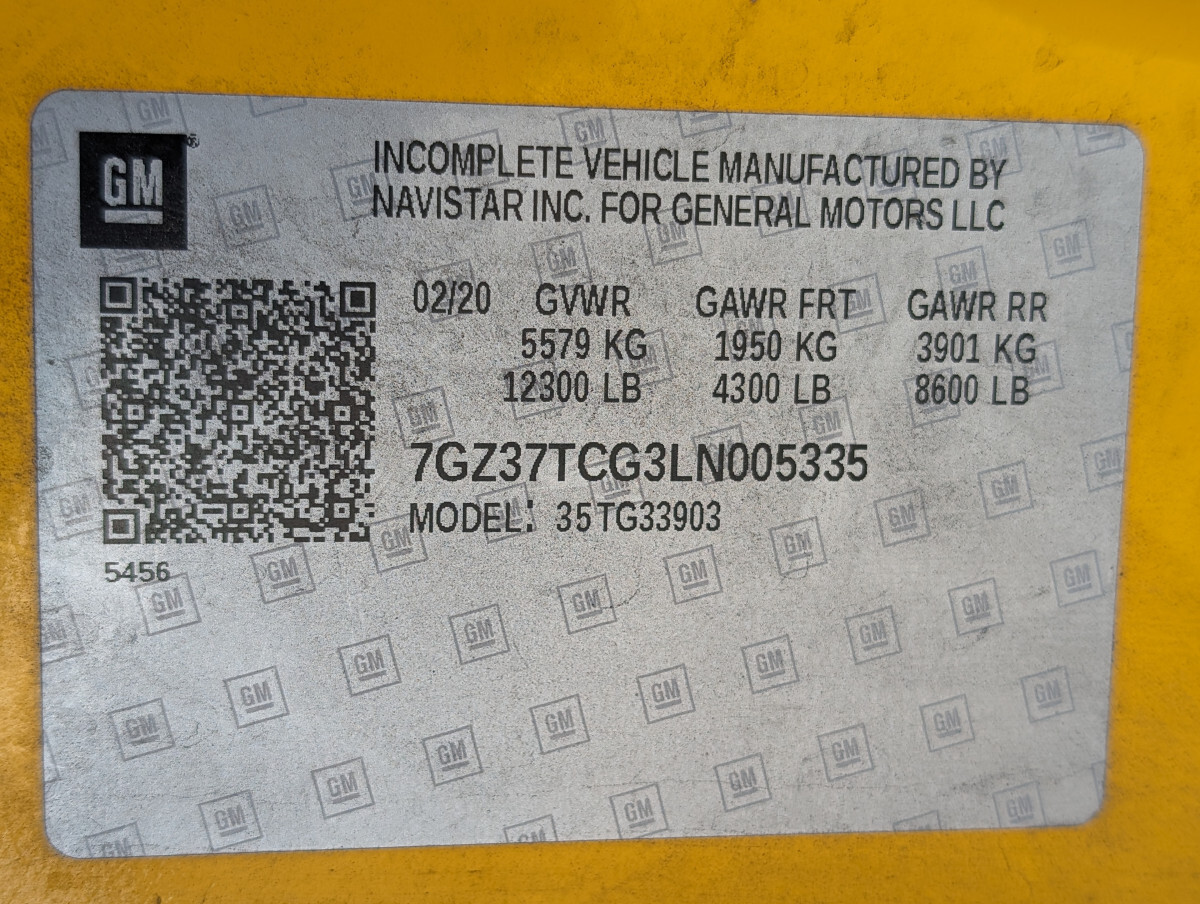 GM®
INCOMPLETE VEHICLE MANUFACTURED BY
NAVISTAR INC. FOR GENERAL MOTORS LLC
02/20 GVWR GAWR FRT GAWR RR
5579 KG 1950 KG 3901 KG
12300 LB 4300 LB 8600 LB
7GZ37TCG3LN005335
MODEL: 35TG33903
5456